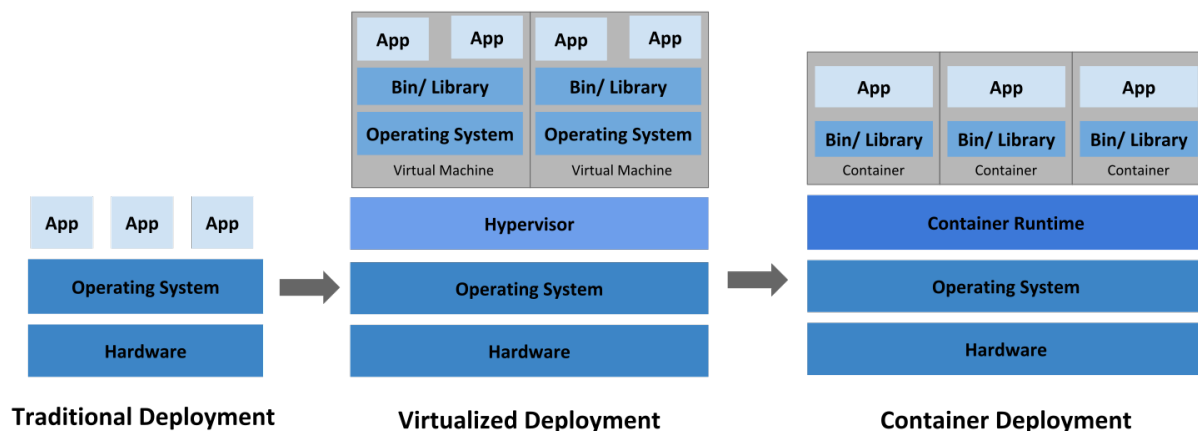 App App App
Operating System
Hardware
Traditional Deployment
App App App App
Bin/ Library Bin/ Library
Operating System Operating System
Virtual Machine Virtual Machine
Hypervisor
Operating System
Hardware
Virtualized Deployment
App App App
Bin/ Library Bin/ Library Bin/ Library
Container Container Container
Container Runtime
Operating System
Hardware
Container Deployment